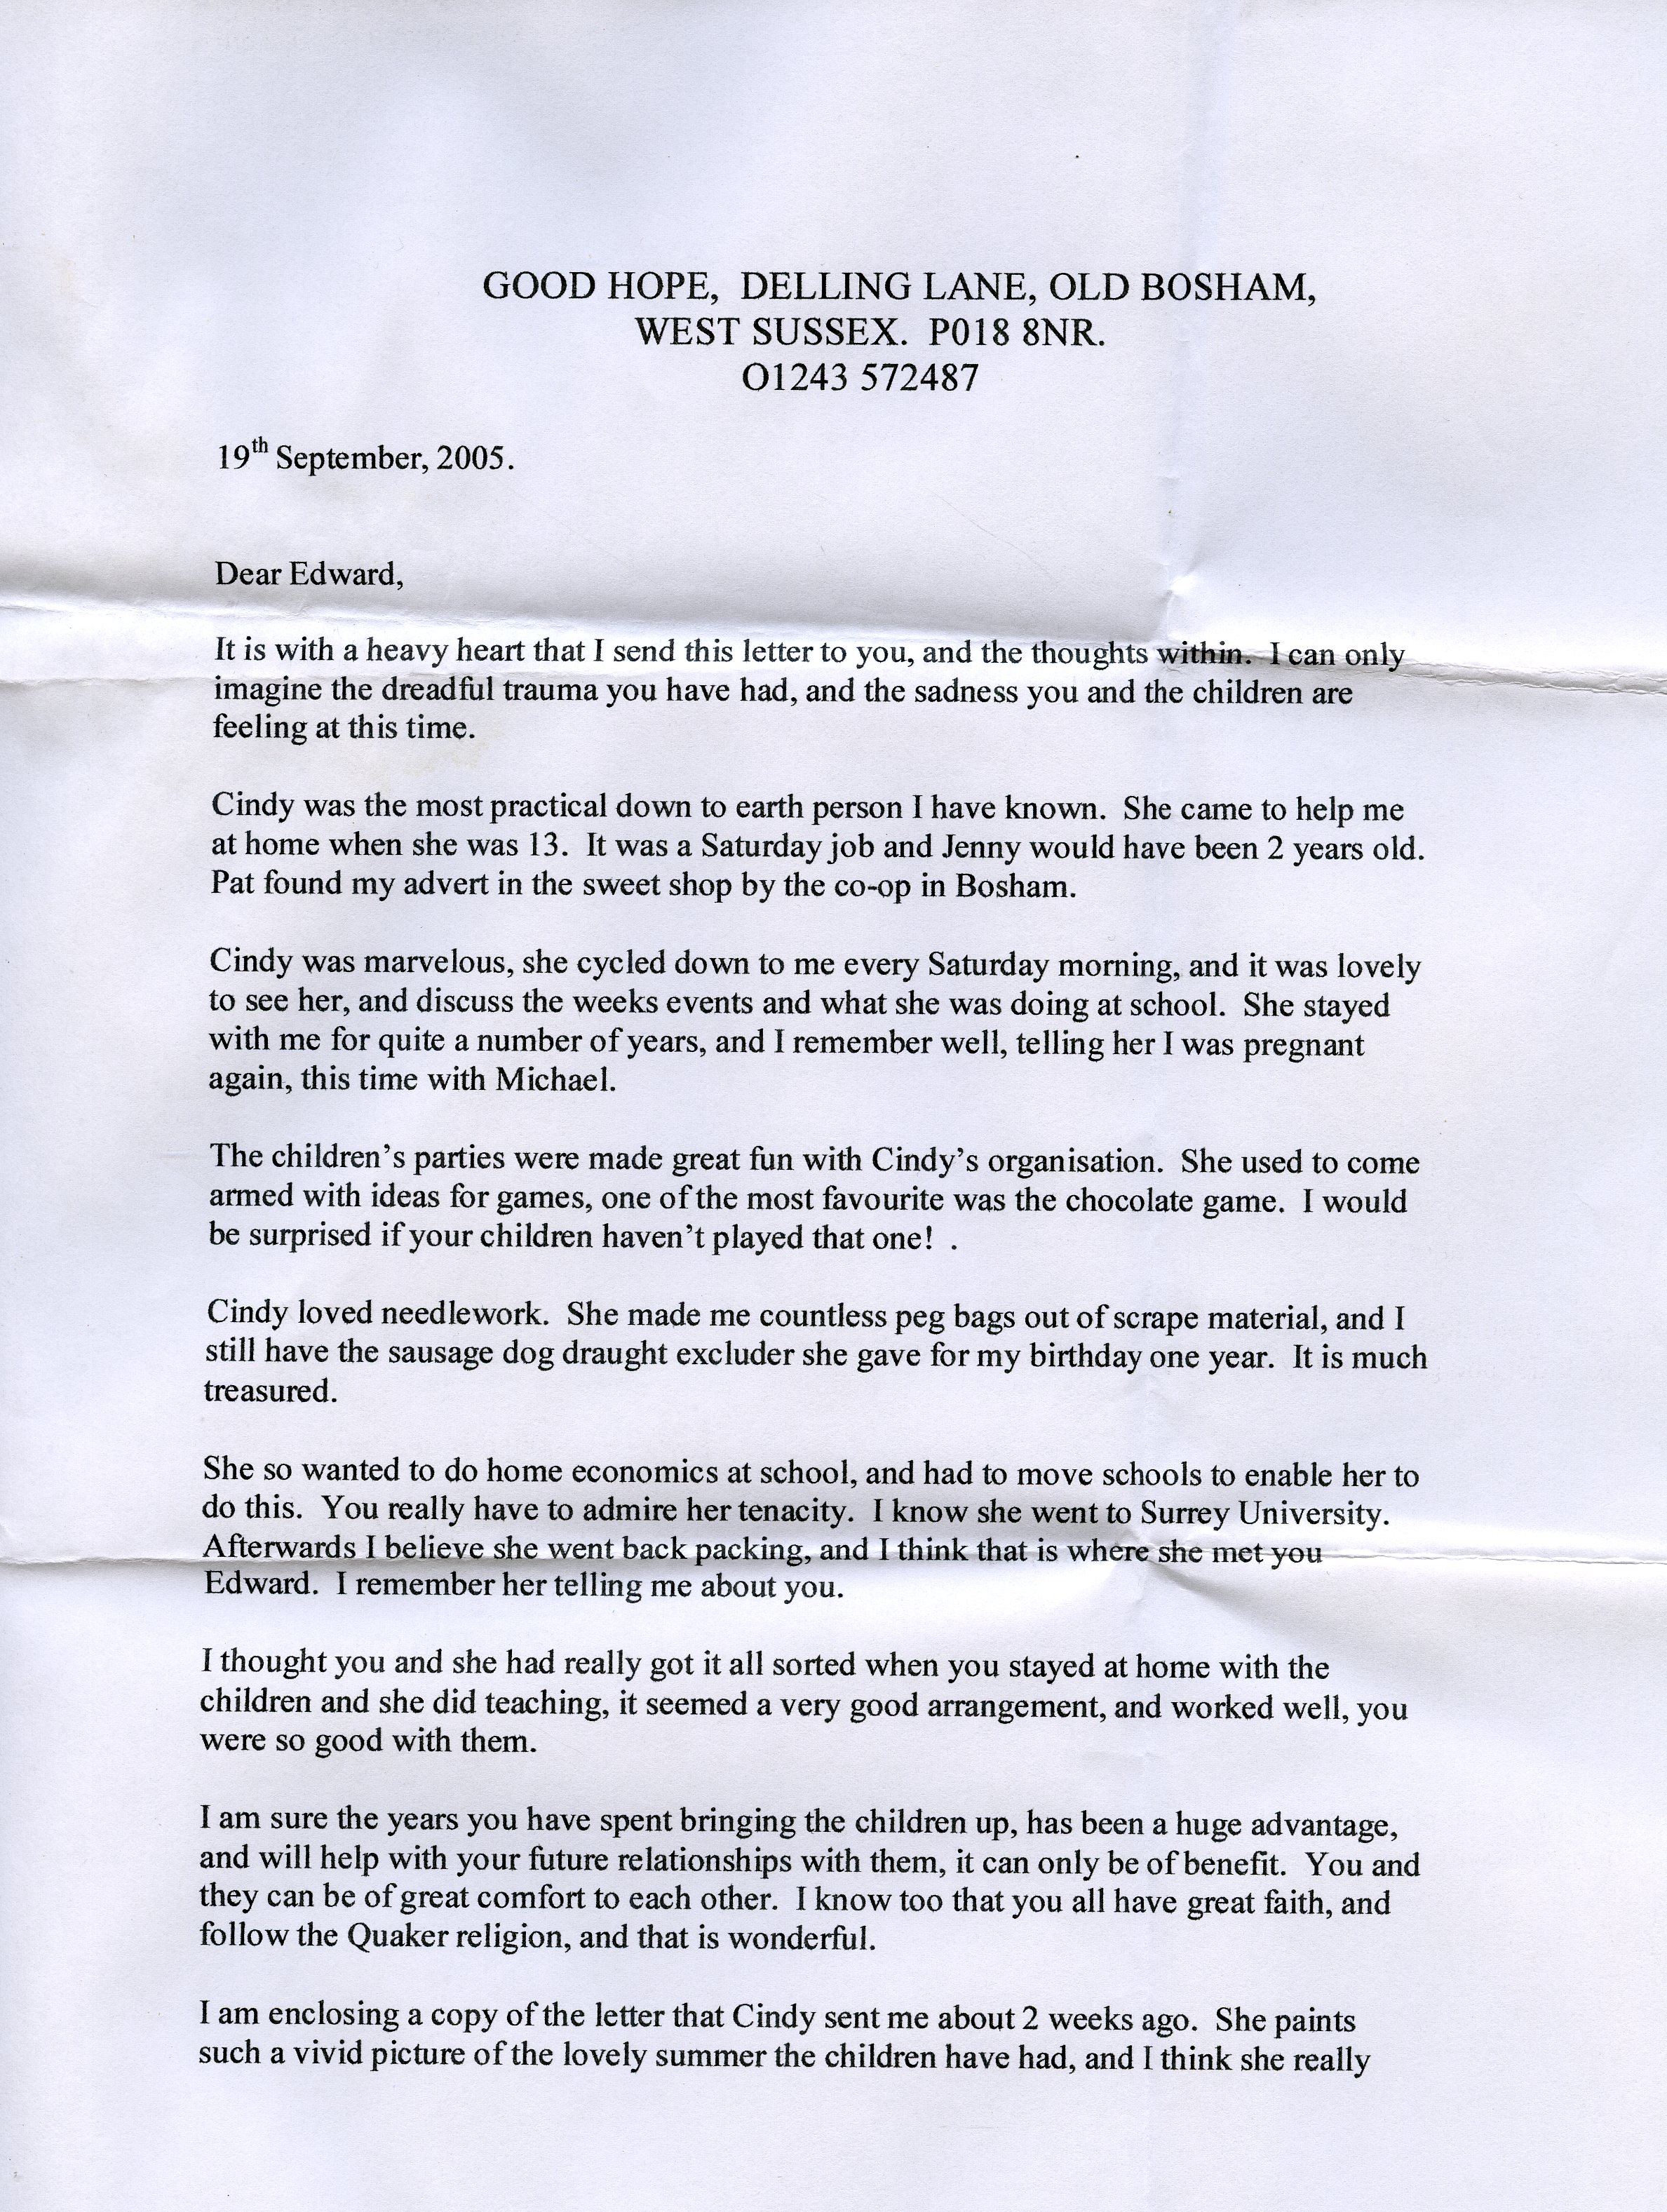 GOOD HOPE, DELLING LANE, OLD BOSHAM,
WEST SUSSEX. P018 8NR.
O1243 572487
19th September, 2005.
Dear Edward,
It is with a heavy heart that I send this letter to you, and the thoughts within. I can only
imagine the dreadful trauma you have had, and the sadness you and the children are
feeling at this time.
Cindy was the most practical down to earth person I have known. She came to help me
at home when she was 13. It was a Saturday job and Jenny would have been 2 years old.
Pat found my advert in the sweet shop by the co-op in Bosham.
Cindy was marvelous, she cycled down to me every Saturday morning, and it was lovely
to see her, and discuss the weeks events and what she was doing at school. She stayed
with me for quite a number of years, and I remember well, telling her I was pregnant
again, this time with Michael.
The children's parties were made great fun with Cindy's organisation. She used to come
armed with ideas for games, one of the most favourite was the chocolate game. I would
be surprised if your children haven't played that one! .
Cindy loved needlework. She made me countless peg bags out of scrape material, and I
still have the sausage dog draught excluder she gave for my birthday one year. It is much
treasured.
She so wanted to do home economics at school, and had to move schools to enable her to
do this. You really have to admire her tenacity. I know she went to Surrey University.
Afterwards I believe she went back packing, and I think that is where she met you
Edward. I remember her telling me about you.
I thought you and she had really got it all sorted when you stayed at home with the
children and she did teaching, it seemed a very good arrangement, and worked well, you
were so good with them.
I am sure the years you have spent bringing the children up, has been a huge advantage,
and will help with your future relationships with them, it can only be of benefit. You and
they can be of great comfort to each other. I know too that you all have great faith, and
follow the Quaker religion, and that is wonderful.
I am enclosing a copy of the letter that Cindy sent me about 2 weeks ago. She paints
such a vivid picture of the lovely summer the children have had, and I think she really